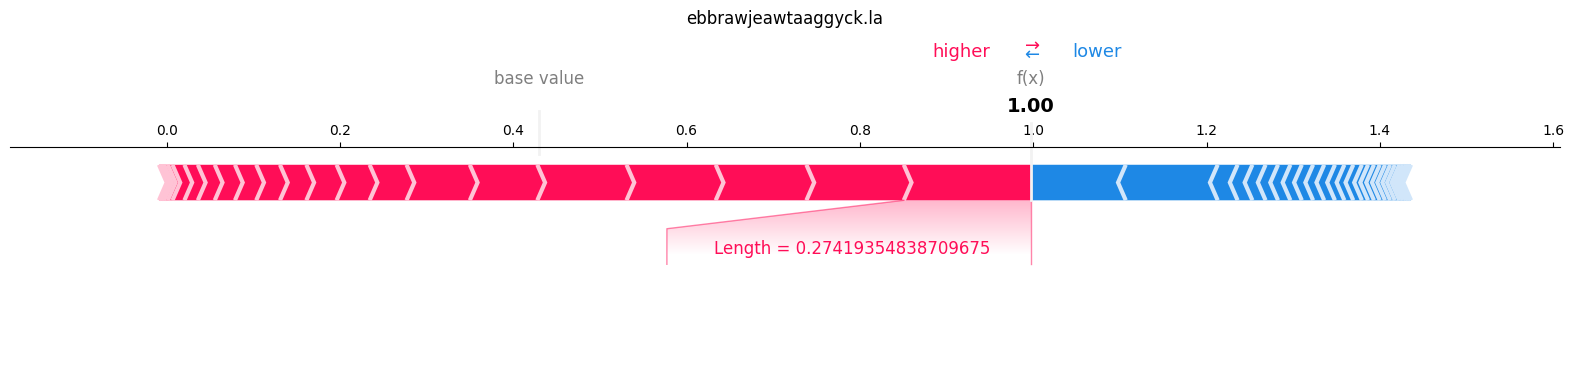 ebbrawjeawtaaggyck.la
higher ⇄ lower
base value f(x)
1.00
0.0 0.2 0.4 0.6 0.8 1.0 1.2 1.4 1.6
Length = 0.27419354838709675